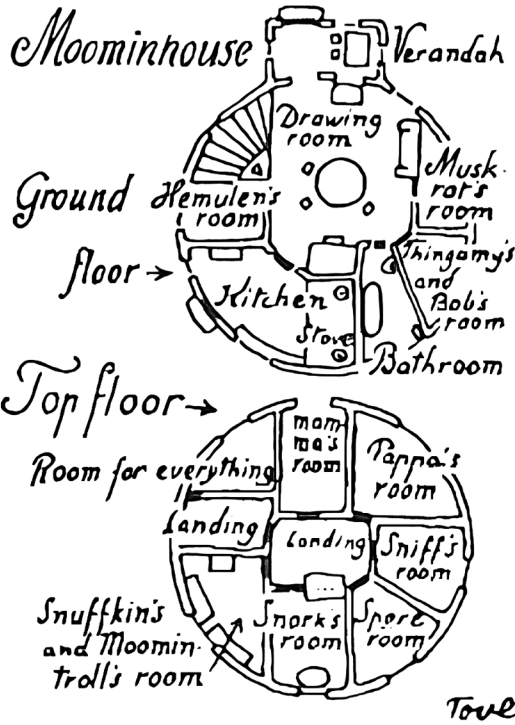 Moominhouse
Verandah
Drawing
room
Musk-
rat's
room
Ground
floor →
Hemulen's
room
Thingamy's
and
Bob's
room
Kitchen
Stove
Bathroom
Top floor →
mam
ma's
room
Pappa's
room
Room for everything
Landing
Landing
Sniff's
room
Snuffkin's
and Moomin-
troll's room
Snork's
room
Spare
room
Tove